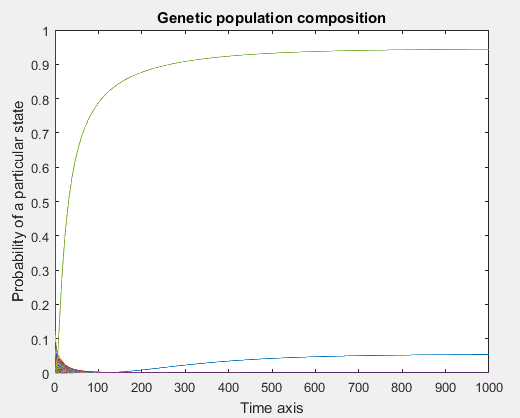 Genetic population composition
Probability of a particular state
1
0.9
0.8
0.7
0.6
0.5
0.4
0.3
0.2
0.1
0
0 100 200 300 400 500 600 700 800 900 1000
Time axis